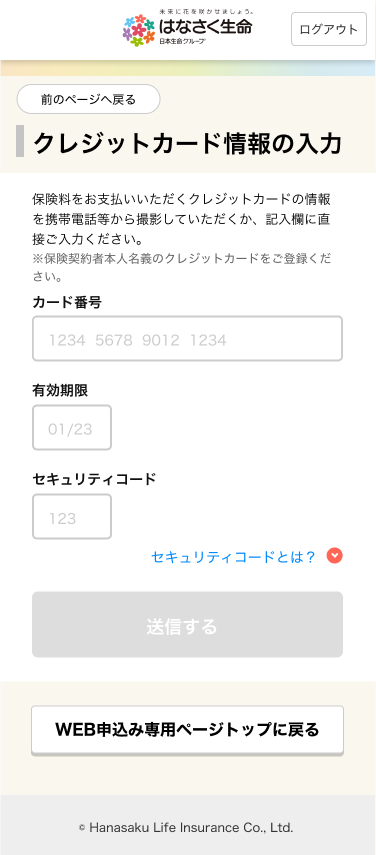 未来に花を咲かせましょう。
はなさく生命
日本生命グループ
ログアウト
前のページへ戻る
クレジットカード情報の入力
保険料をお支払いいただくクレジットカードの情報
を携帯電話等から撮影していただくか、記入欄に直
接ご入力ください。
※保険契約者本人名義のクレジットカードをご登録くだ
さい。
カード番号
1234 5678 9012 1234
有効期限
01/23
セキュリティコード
123
セキュリティコードとは？
送信する
WEB申込み専用ページトップに戻る
© Hanasaku Life Insurance Co., Ltd.